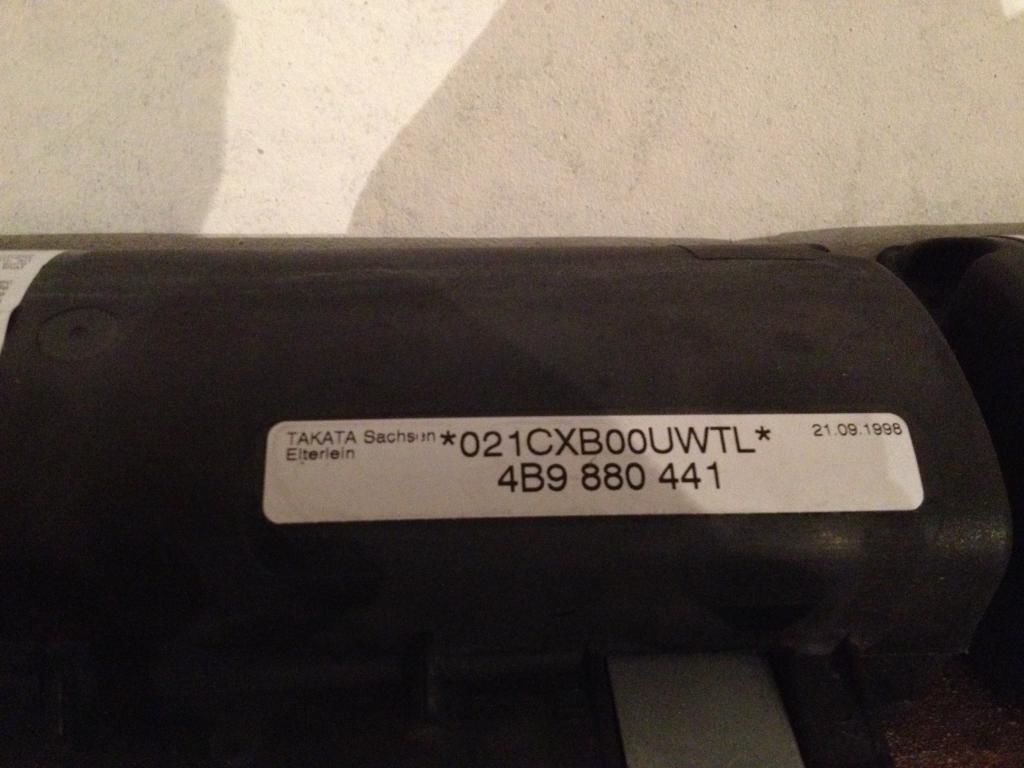 TAKATA Sachsen *021CXB00UWTL* 21.09.1998
Elterlein
4B9 880 441